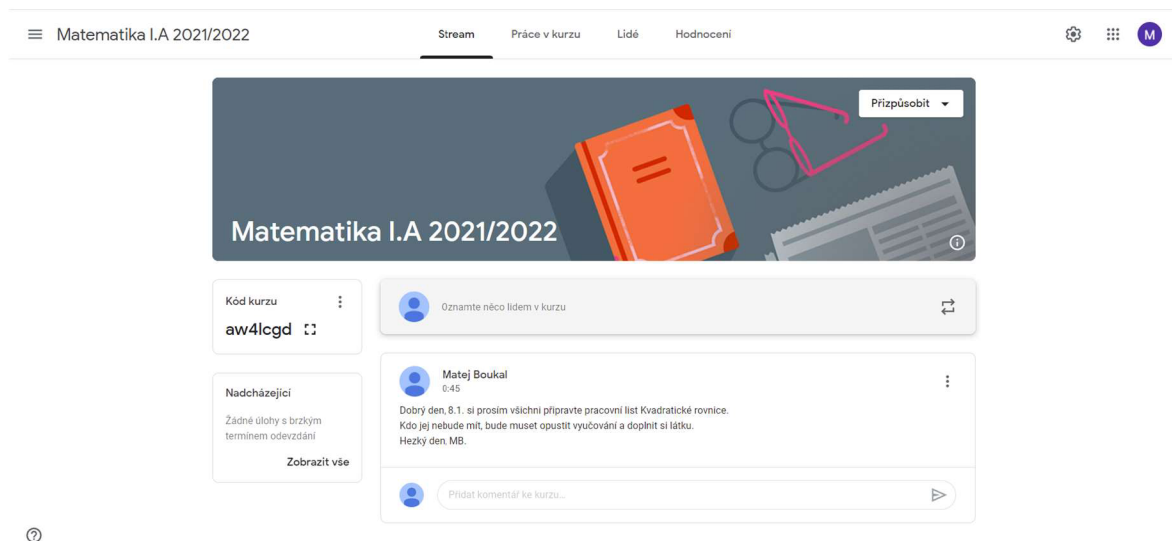 Matematika I.A 2021/2022
Stream Práce v kurzu Lidé Hodnocení
M
Přizpůsobit
Matematika I.A 2021/2022
Kód kurzu
aw4lcgd
Oznamte něco lidem v kurzu
Nadcházející
Žádné úlohy s brzkým
termínem odevzdání
Zobrazit vše
Matej Boukal
0:45
Dobrý den, 8.1. si prosím všichni připravte pracovní list Kvadratické rovnice.
Kdo jej nebude mít, bude muset opustit vyučování a doplnit si látku.
Hezký den, MB.
Přidat komentář ke kurzu...